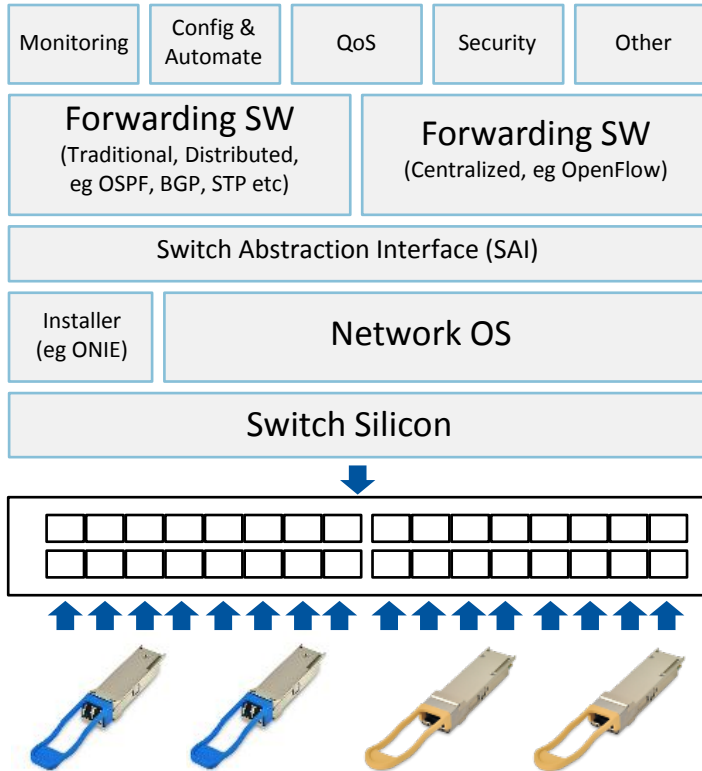 Monitoring
Config &
Automate
QoS
Security
Other
Forwarding SW
(Traditional, Distributed,
eg OSPF, BGP, STP etc)
Forwarding SW
(Centralized, eg OpenFlow)
Switch Abstraction Interface (SAI)
Installer
(eg ONIE)
Network OS
Switch Silicon